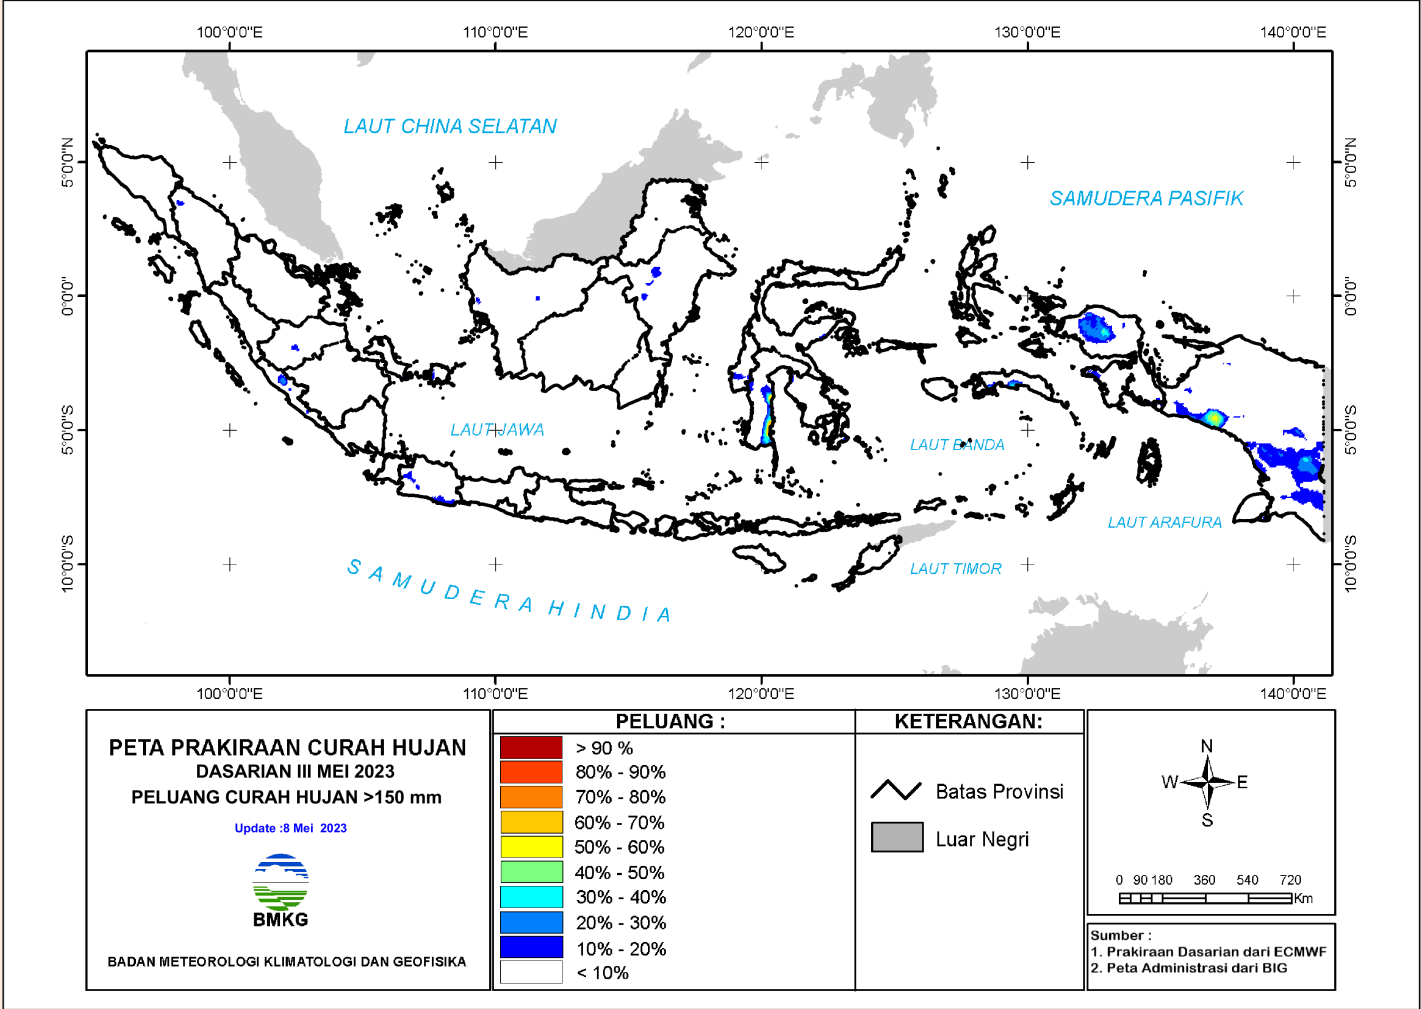 100°0'0"E 110°0'0"E 120°0'0"E 130°0'0"E 140°0'0"E
LAUT CHINA SELATAN
5°0'0"N 5°0'0"N
SAMUDERA PASIFIK
0°0'0" 0°0'0"
LAUT JAWA
5°0'0"S 5°0'0"S
LAUT BANDA
LAUT ARAFURA
10°0'0"S 10°0'0"S
LAUT TIMOR
SAMUDERA HINDIA
100°0'0"E 110°0'0"E 120°0'0"E 130°0'0"E 140°0'0"E
PETA PRAKIRAAN CURAH HUJAN
DASARIAN III MEI 2023
PELUANG CURAH HUJAN >150 mm
Update :8 Mei 2023
BMKG
BADAN METEOROLOGI KLIMATOLOGI DAN GEOFISIKA
PELUANG :
> 90 %
80% - 90%
70% - 80%
60% - 70%
50% - 60%
40% - 50%
30% - 40%
20% - 30%
10% - 20%
< 10%
KETERANGAN:
Batas Provinsi
Luar Negri
N
W E
S
0 90 180 360 540 720
Km
Sumber :
1. Prakiraan Dasarian dari ECMWF
2. Peta Administrasi dari BIG